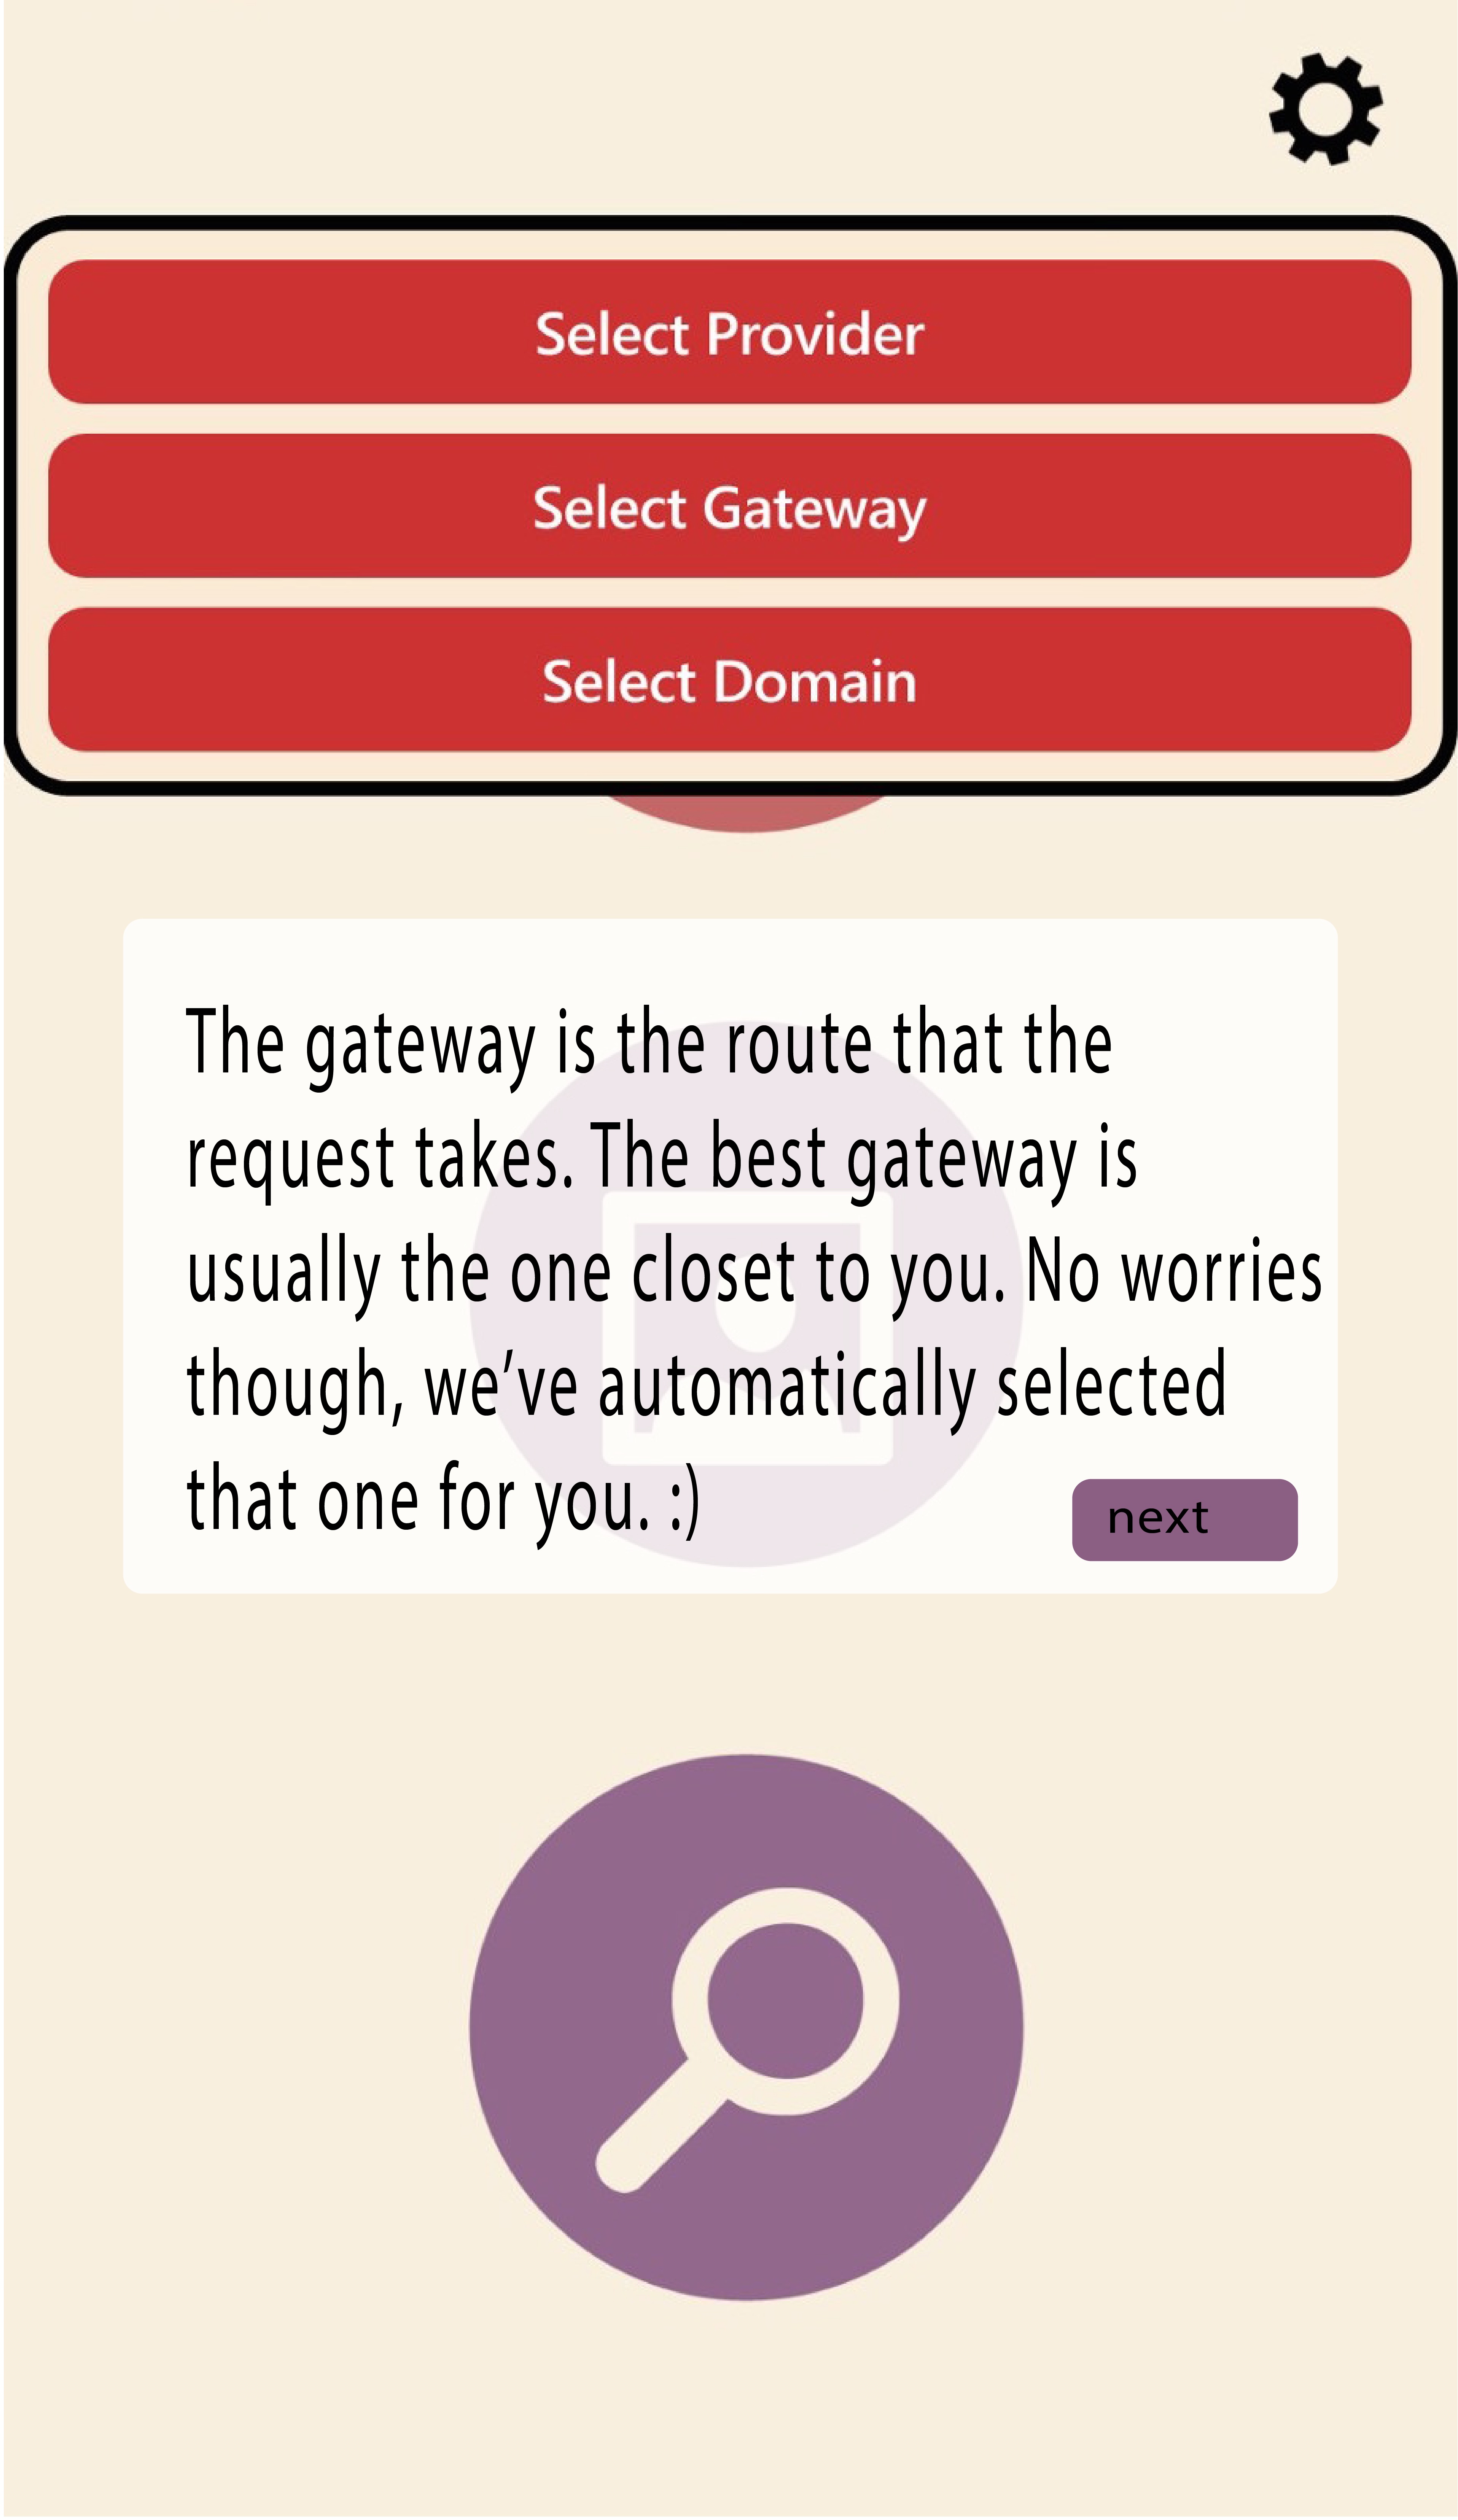 Select Provider
Select Gateway
Select Domain
The gateway is the route that the
request takes. The best gateway is
usually the one closet to you. No worries
though, we’ve automatically selected
that one for you. :)
next